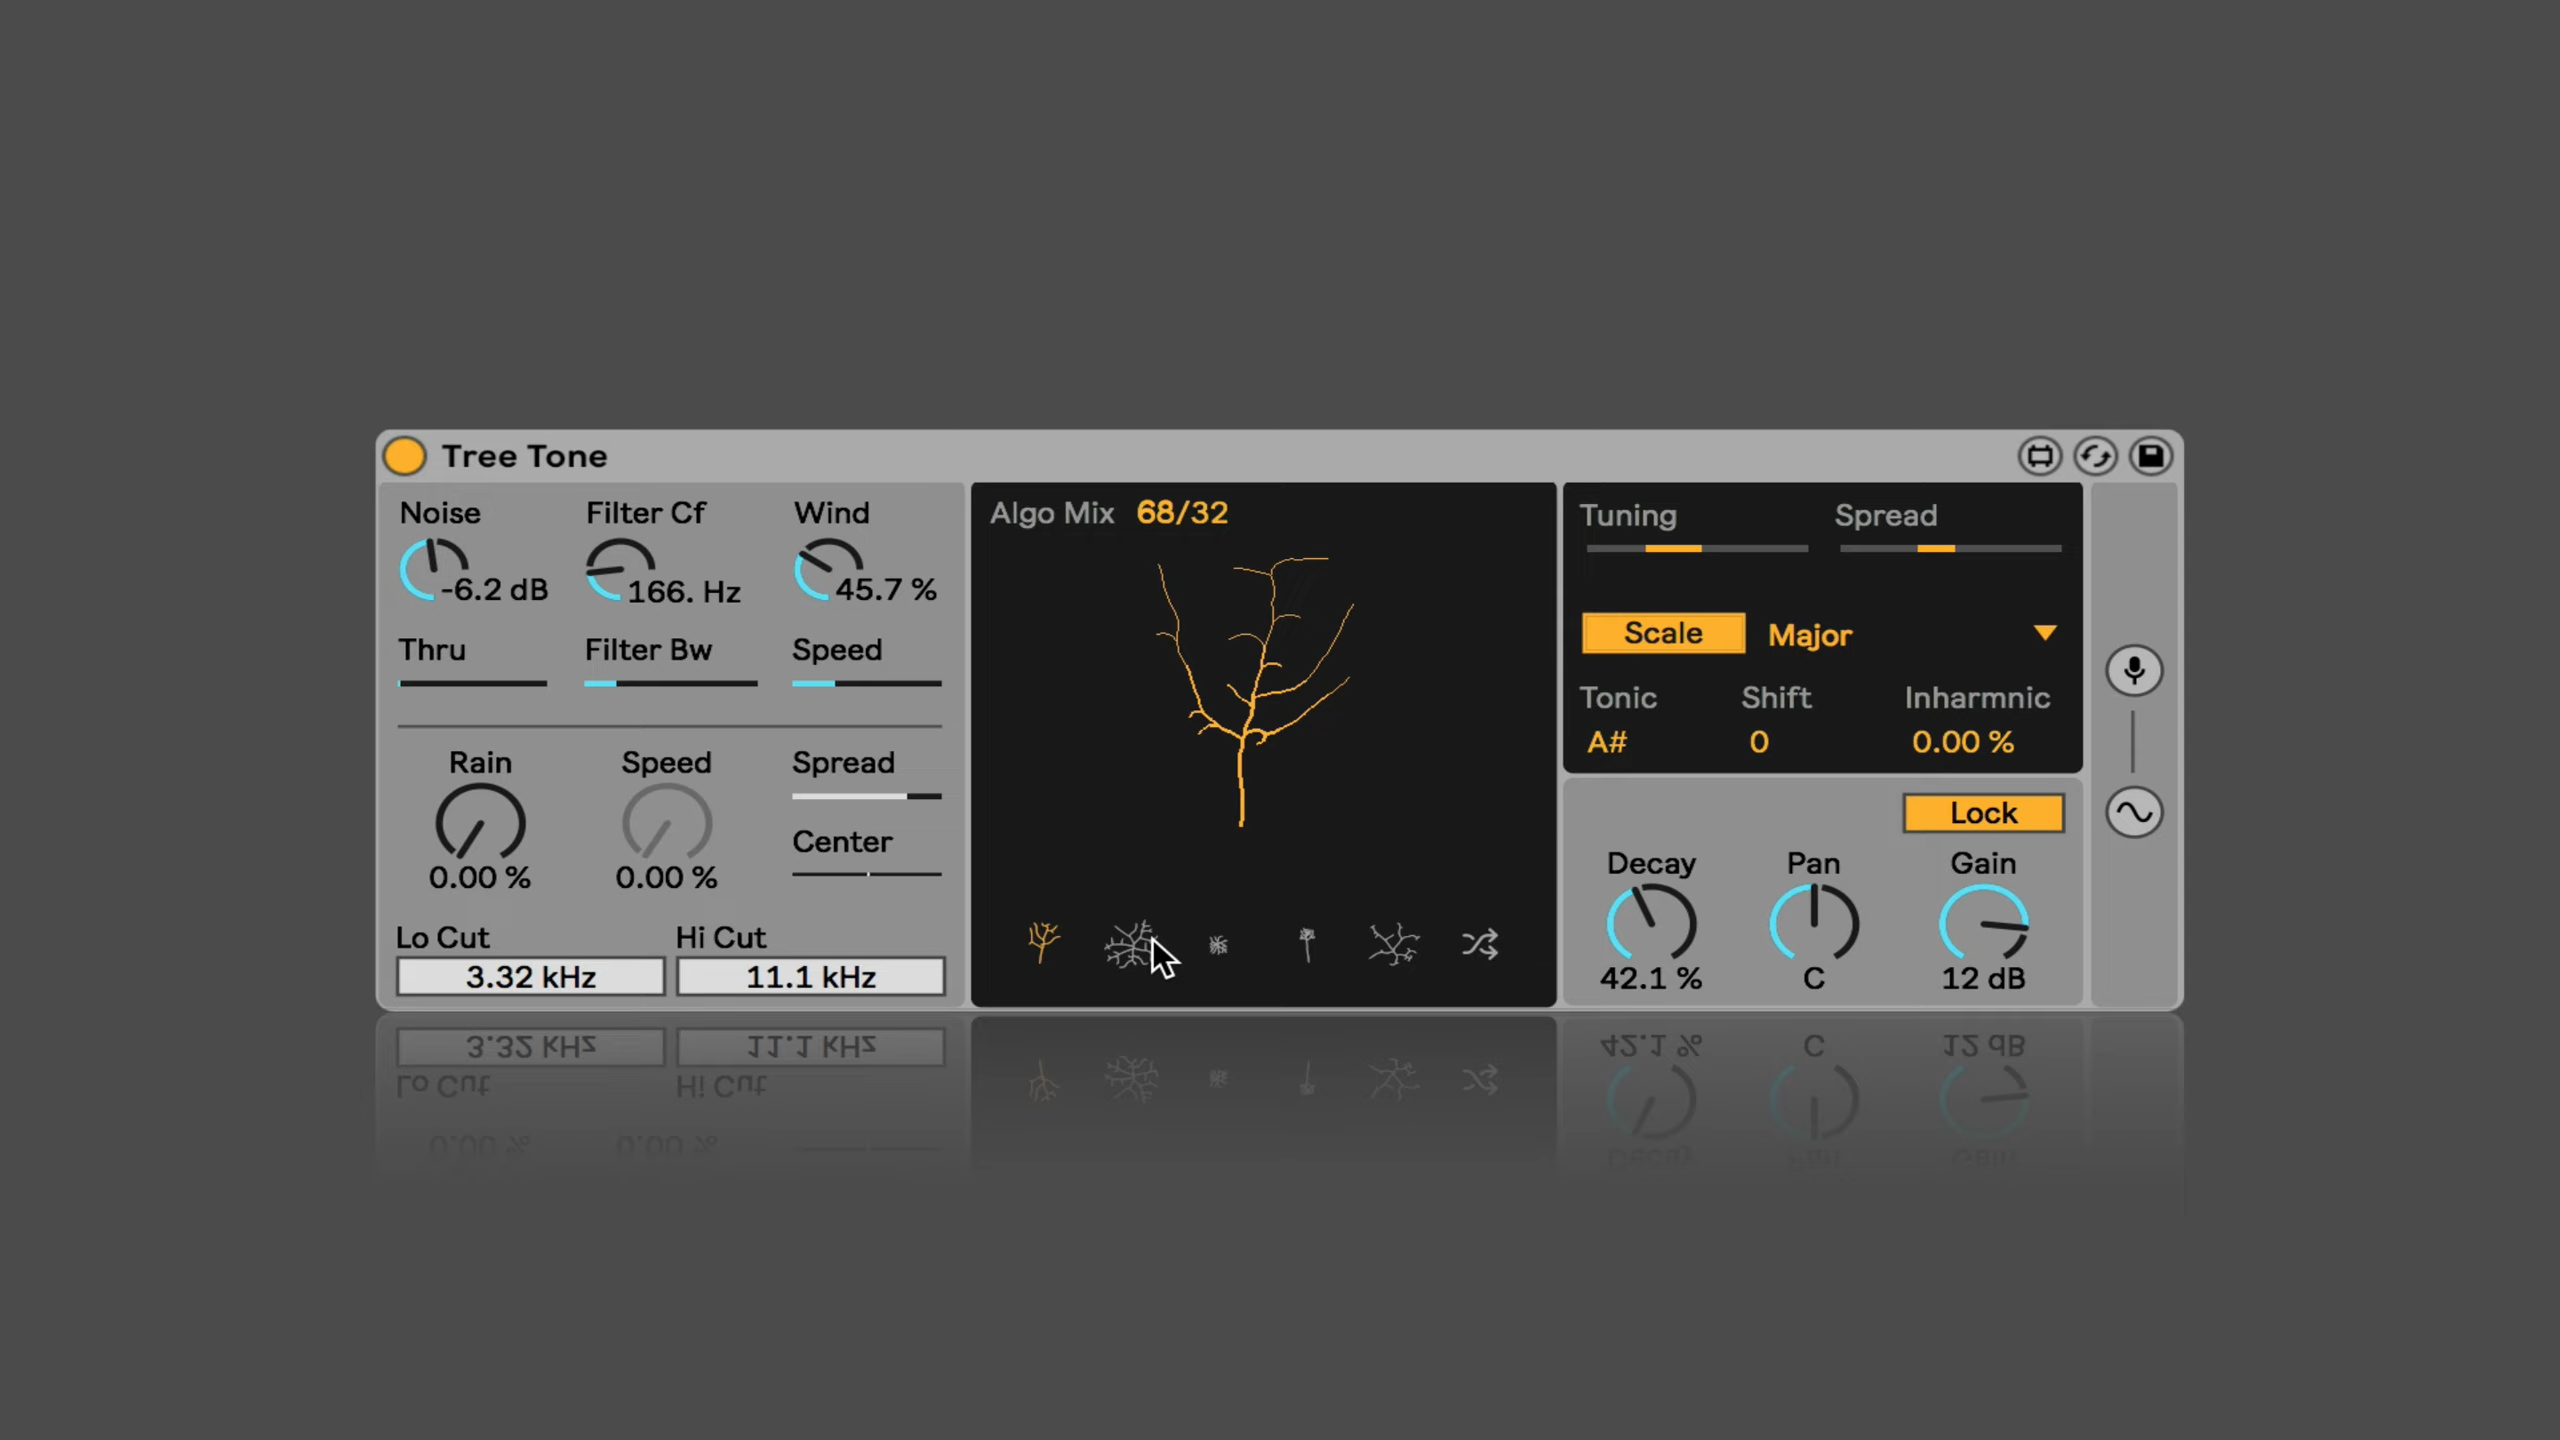 Tree Tone
Noise Filter Cf Wind
-6.2 dB 166. Hz 45.7 %
Thru Filter Bw Speed
Rain Speed Spread
Center
0.00 % 0.00 %
Lo Cut Hi Cut
3.32 kHz 11.1 kHz
Algo Mix 68/32
Tuning Spread
Scale Major
Tonic Shift Inharmnic
A# 0 0.00 %
Lock
Decay Pan Gain
42.1 % C 12 dB